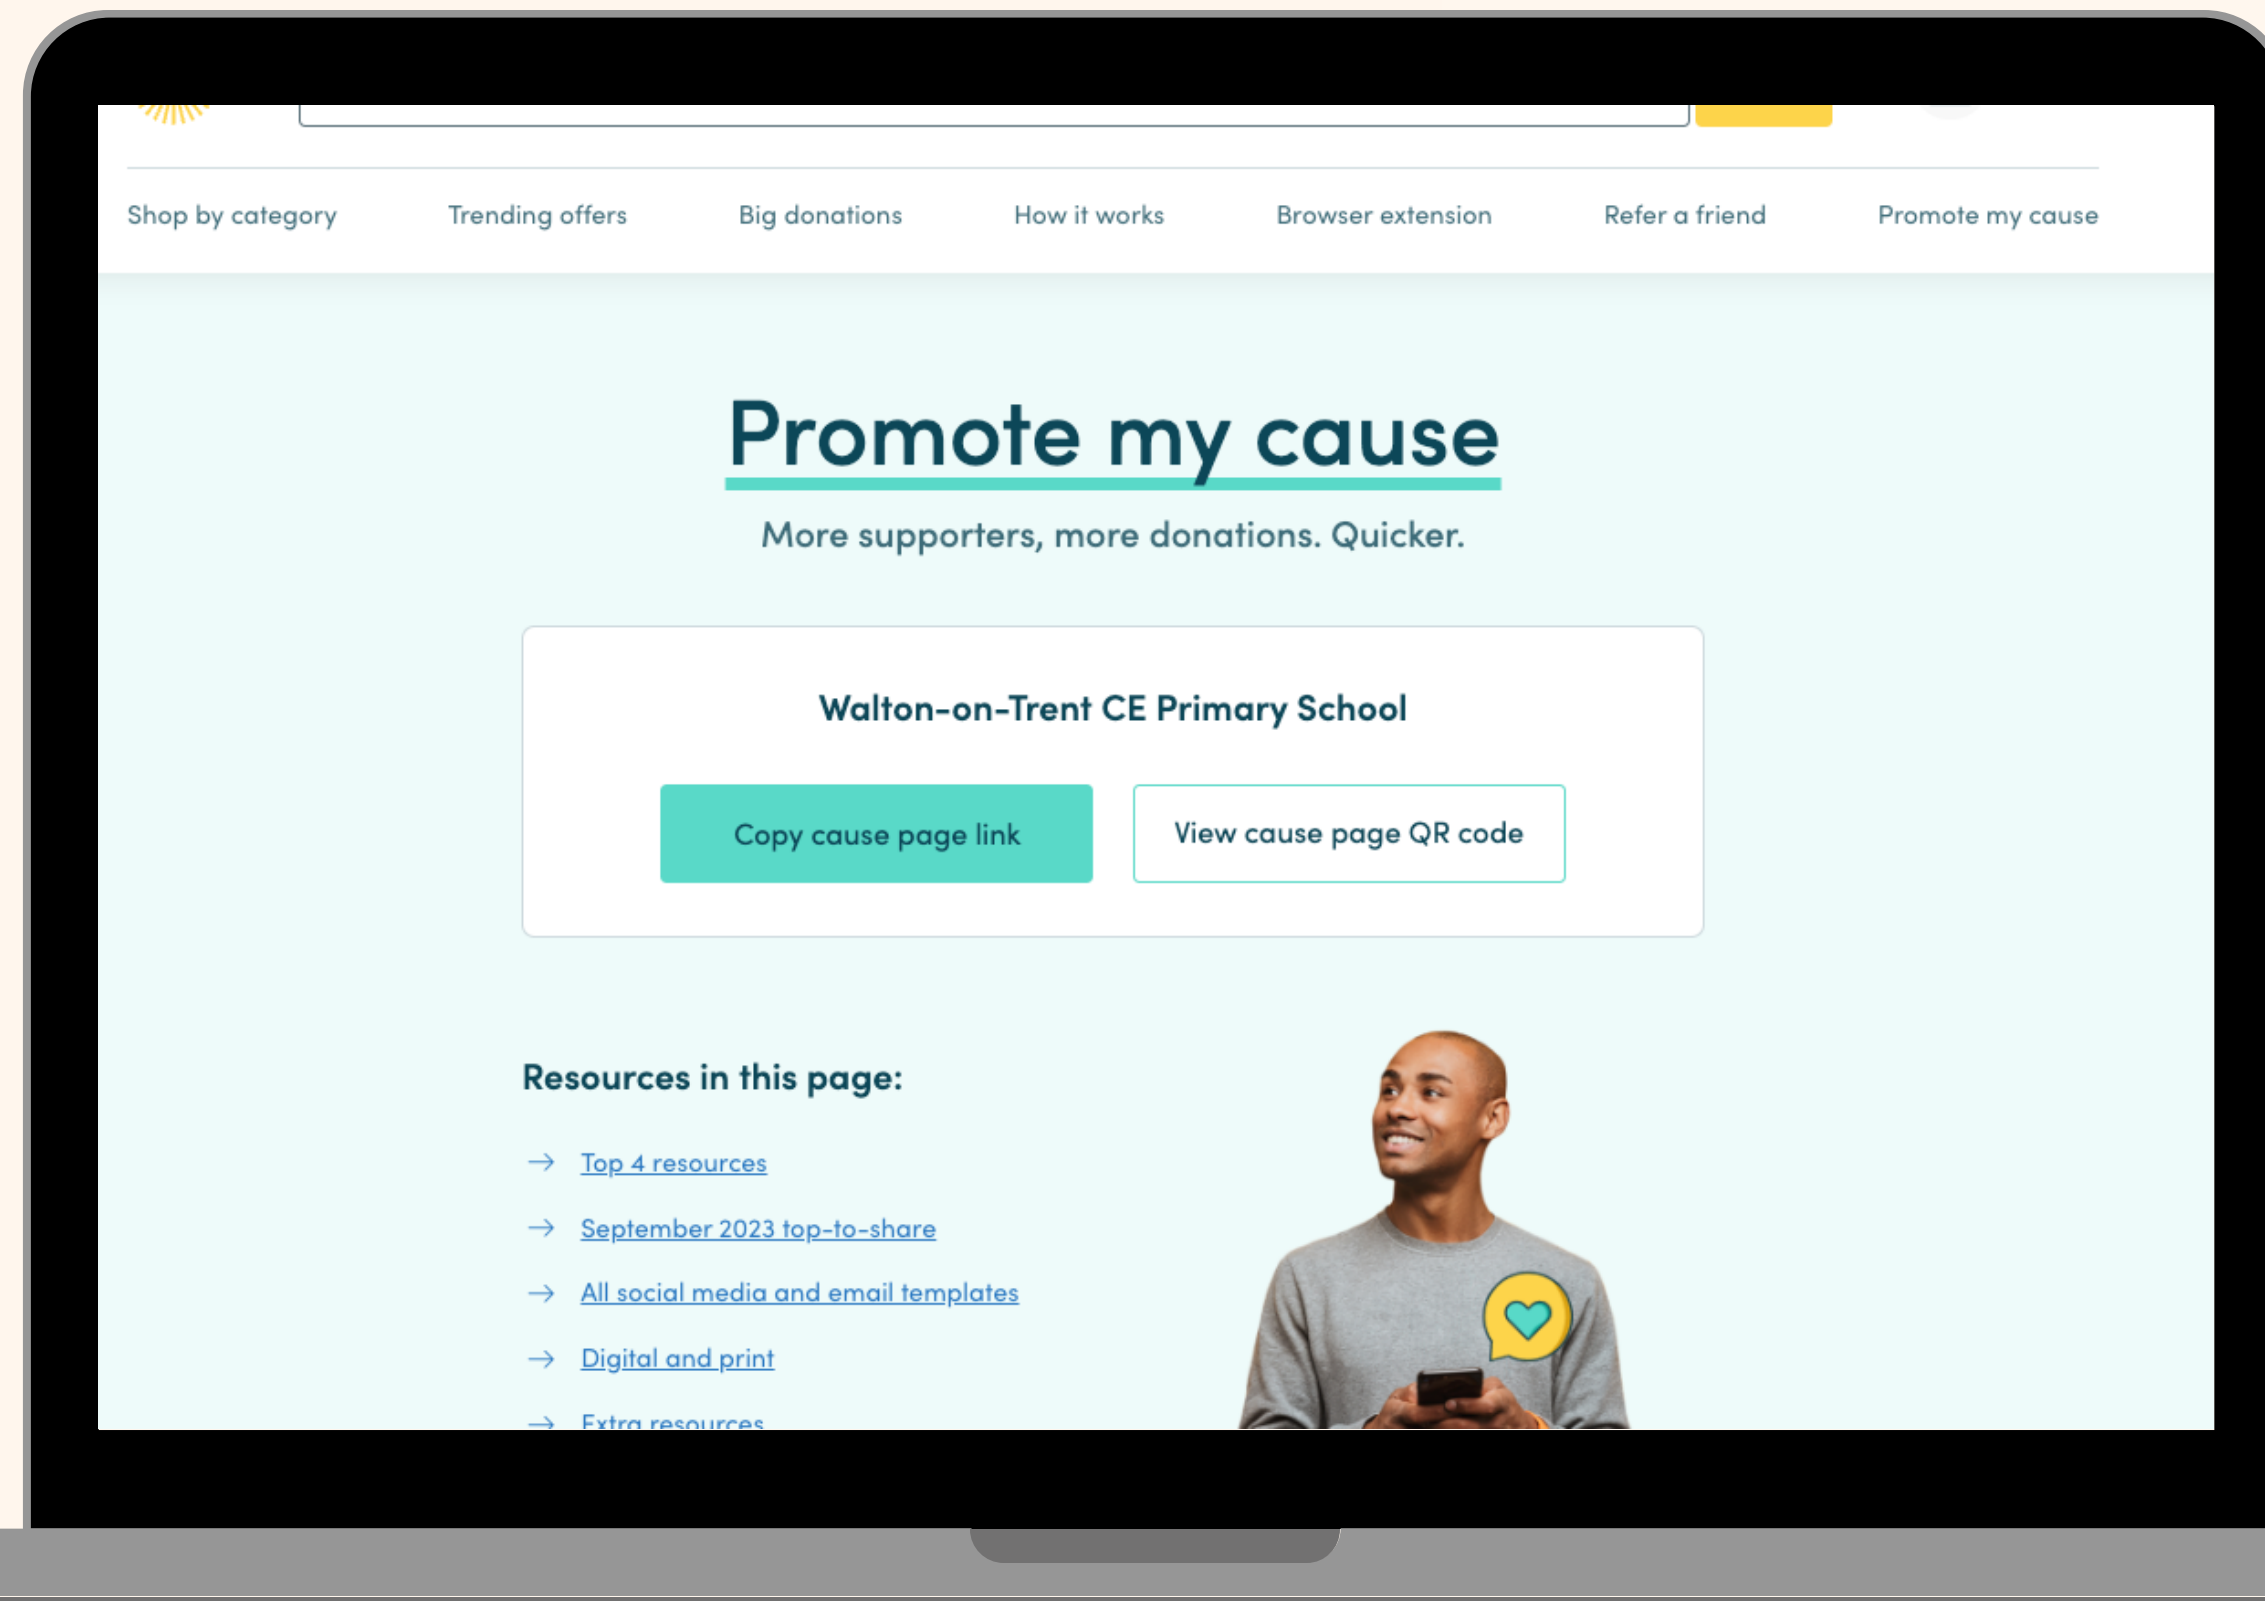 Shop by category Trending offers Big donations How it works Browser extension Refer a friend Promote my cause
Promote my cause
More supporters, more donations. Quicker.
Walton-on-Trent CE Primary School
Copy cause page link View cause page QR code
Resources in this page:
Top 4 resources
September 2023 top-to-share
All social media and email templates
Digital and print
Extra resources